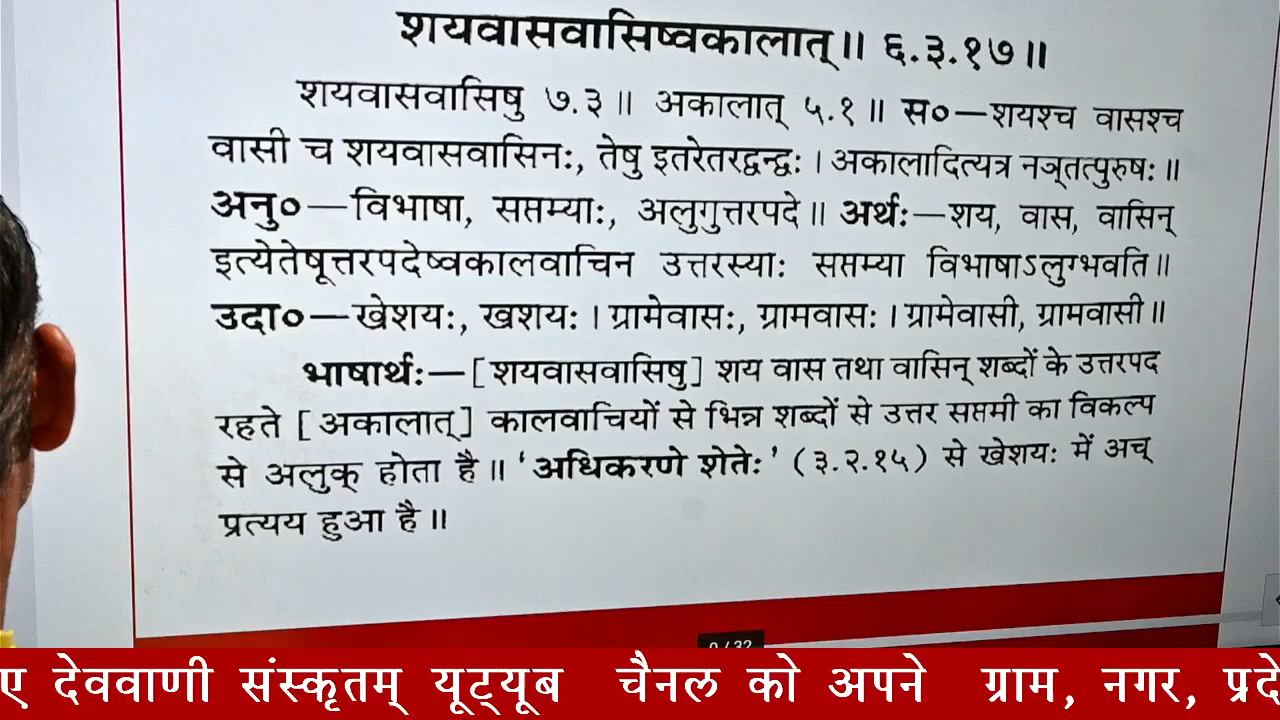 शयवासवासिष्वकालात्॥ ६.३.१७॥
शयवासवासिषु ७.३॥ अकालात् ५.१॥ स०—शयश्च वासश्च
वासी च शयवासवासिनः, तेषु इतरेतरद्वन्द्वः । अकालादित्यत्र नञ्तत्पुरुषः॥
अनु०—विभाषा, सप्तम्याः, अलुगुत्तरपदे॥ अर्थः—शय, वास, वासिन्
इत्येतेषूत्तरपदेष्वकालवाचिन उत्तरस्याः सप्तम्या विभाषाऽलुग्भवति॥
उदा०—खेशयः, खशयः । ग्रामेवासः, ग्रामवासः । ग्रामेवासी, ग्रामवासी॥
भाषार्थः—[शयवासवासिषु] शय वास तथा वासिन् शब्दों के उत्तरपद
रहते [अकालात्] कालवाचियों से भिन्न शब्दों से उत्तर सप्तमी का विकल्प
से अलुक् होता है॥ 'अधिकरणे शेतेः' (३.२.१५) से खेशयः में अच्
प्रत्यय हुआ है॥
ए देववाणी संस्कृतम् यूट्यूब चैनल को अपने ग्राम, नगर, प्रदे